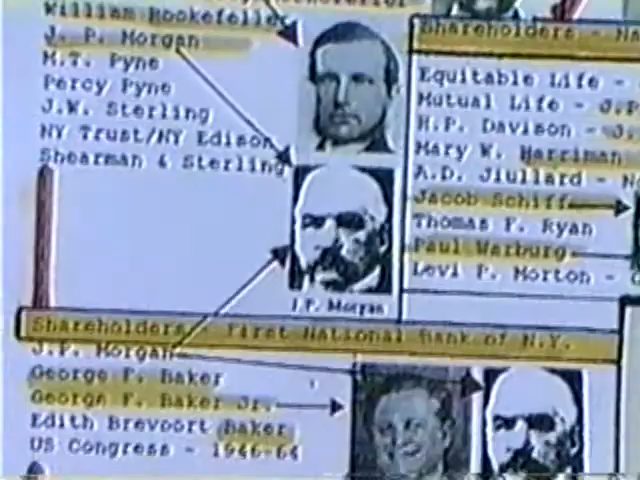 William Rockefeller
J. P. Morgan
M.T. Pyne
Percy Pyne
J.W. Sterling
NY Trust/NY Edison
Shearman & Sterling
Shareholders - Na
Equitable Life -
Mutual Life - J.P
H.P. Davison - J.
Mary W. Harriman
A.D. Jiullard - N
Jacob Schiff
Thomas F. Ryan
Paul Warburg
Levi P. Morton -
J.P. Morgan
Shareholders - First National Bank of N.Y.
J.P. Morgan
George F. Baker
George F. Baker Jr.
Edith Brevoort Baker
US Congress - 1946-64